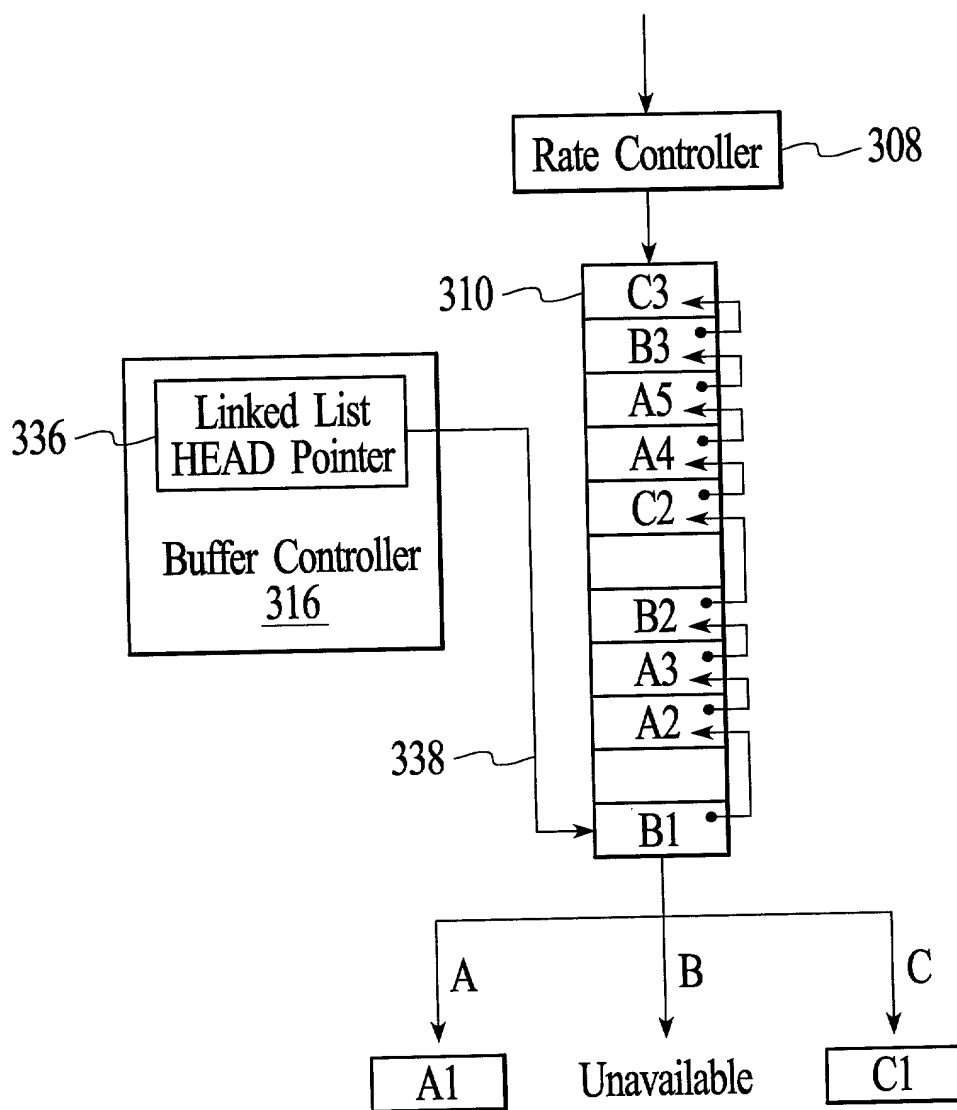 Rate Controller
308
310
C3
B3
A5
A4
C2
B2
A3
A2
B1
336
Linked List
HEAD Pointer
Buffer Controller
316
338
A
B
C
A1
Unavailable
C1